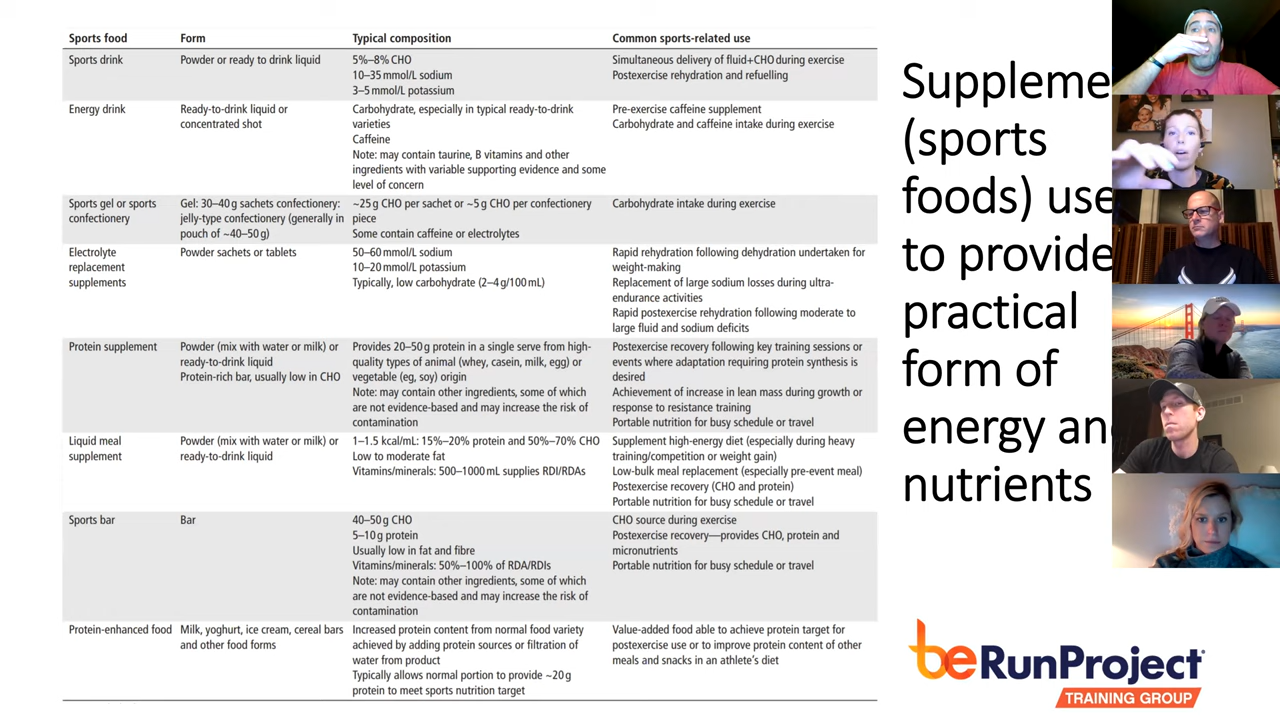 Sports food Form Typical composition Common sports-related use
Sports drink Powder or ready to drink liquid 5%–8% CHO Simultaneous delivery of fluid+CHO during exercise
10–35 mmol/L sodium Postexercise rehydration and refuelling
3–5 mmol/L potassium
Energy drink Ready-to-drink liquid or Carbohydrate, especially in typical ready-to-drink Pre-exercise caffeine supplement
concentrated shot varieties Carbohydrate and caffeine intake during exercise
Caffeine
Note: may contain taurine, B vitamins and other
ingredients with variable supporting evidence and some
level of concern
Sports gel or sports Gel: 30–40 g sachets confectionery: ~25 g CHO per sachet or ~5 g CHO per confectionery Carbohydrate intake during exercise
confectionery jelly-type confectionery (generally in piece
pouch of ~40–50 g) Some contain caffeine or electrolytes
Electrolyte Powder sachets or tablets 50–60 mmol/L sodium Rapid rehydration following dehydration undertaken for
replacement 10–20 mmol/L potassium weight-making
supplements Typically, low carbohydrate (2–4 g/100 mL) Replacement of large sodium losses during ultra-
endurance activities
Rapid postexercise rehydration following moderate to
large fluid and sodium deficits
Protein supplement Powder (mix with water or milk) or Provides 20–50 g protein in a single serve from high- Postexercise recovery following key training sessions or
ready-to-drink liquid quality types of animal (whey, casein, milk, egg) or events where adaptation requiring protein synthesis is
Protein-rich bar, usually low in CHO vegetable (eg, soy) origin desired
Note: may contain other ingredients, some of which Achievement of increase in lean mass during growth or
are not evidence-based and may increase the risk of response to resistance training
contamination Portable nutrition for busy schedule or travel
Liquid meal Powder (mix with water or milk) or 1–1.5 kcal/mL: 15%–20% protein and 50%–70% CHO Supplement high-energy diet (especially during heavy
supplement ready-to-drink liquid Low to moderate fat training/competition or weight gain)
Vitamins/minerals: 500–1000 mL supplies RDI/RDAs Low-bulk meal replacement (especially pre-event meal)
Postexercise recovery (CHO and protein)
Portable nutrition for busy schedule or travel
Sports bar Bar 40–50 g CHO CHO source during exercise
5–10 g protein Postexercise recovery—provides CHO, protein and
Usually low in fat and fibre micronutrients
Vitamins/minerals: 50%–100% of RDA/RDIs Portable nutrition for busy schedule or travel
Note: may contain other ingredients, some of which
are not evidence-based and may increase the risk of
contamination
Protein-enhanced food Milk, yoghurt, ice cream, cereal bars Increased protein content from normal food variety Value-added food able to achieve protein target for
and other food forms achieved by adding protein sources or filtration of postexercise use or to improve protein content of other
water from product meals and snacks in an athlete's diet
Typically allows normal portion to provide ~20 g
protein to meet sports nutrition target
Suppleme
(sports
foods) use
to provide
practical
form of
energy an
nutrients
beRunProject
TRAINING GROUP